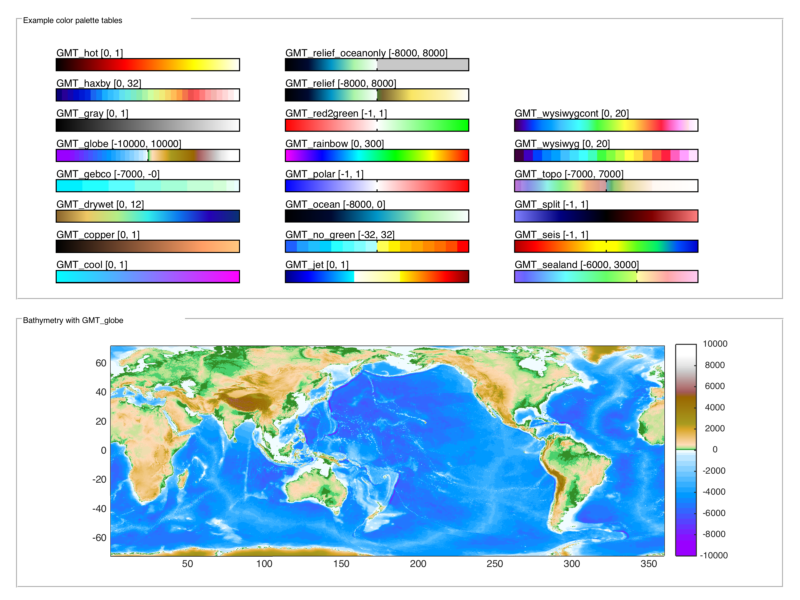 Example color palette tables
GMT_hot [0, 1]
GMT_haxby [0, 32]
GMT_gray [0, 1]
GMT_globe [-10000, 10000]
GMT_gebco [-7000, -0]
GMT_drywet [0, 12]
GMT_copper [0, 1]
GMT_cool [0, 1]
GMT_relief_oceanonly [-8000, 8000]
GMT_relief [-8000, 8000]
GMT_red2green [-1, 1]
GMT_rainbow [0, 300]
GMT_polar [-1, 1]
GMT_ocean [-8000, 0]
GMT_no_green [-32, 32]
GMT_jet [0, 1]
GMT_wysiwygcont [0, 20]
GMT_wysiwyg [0, 20]
GMT_topo [-7000, 7000]
GMT_split [-1, 1]
GMT_seis [-1, 1]
GMT_sealand [-6000, 3000]
Bathymetry with GMT_globe
60
40
20
0
-20
-40
-60
50 100 150 200 250 300 350
10000
8000
6000
4000
2000
0
-2000
-4000
-6000
-8000
-10000